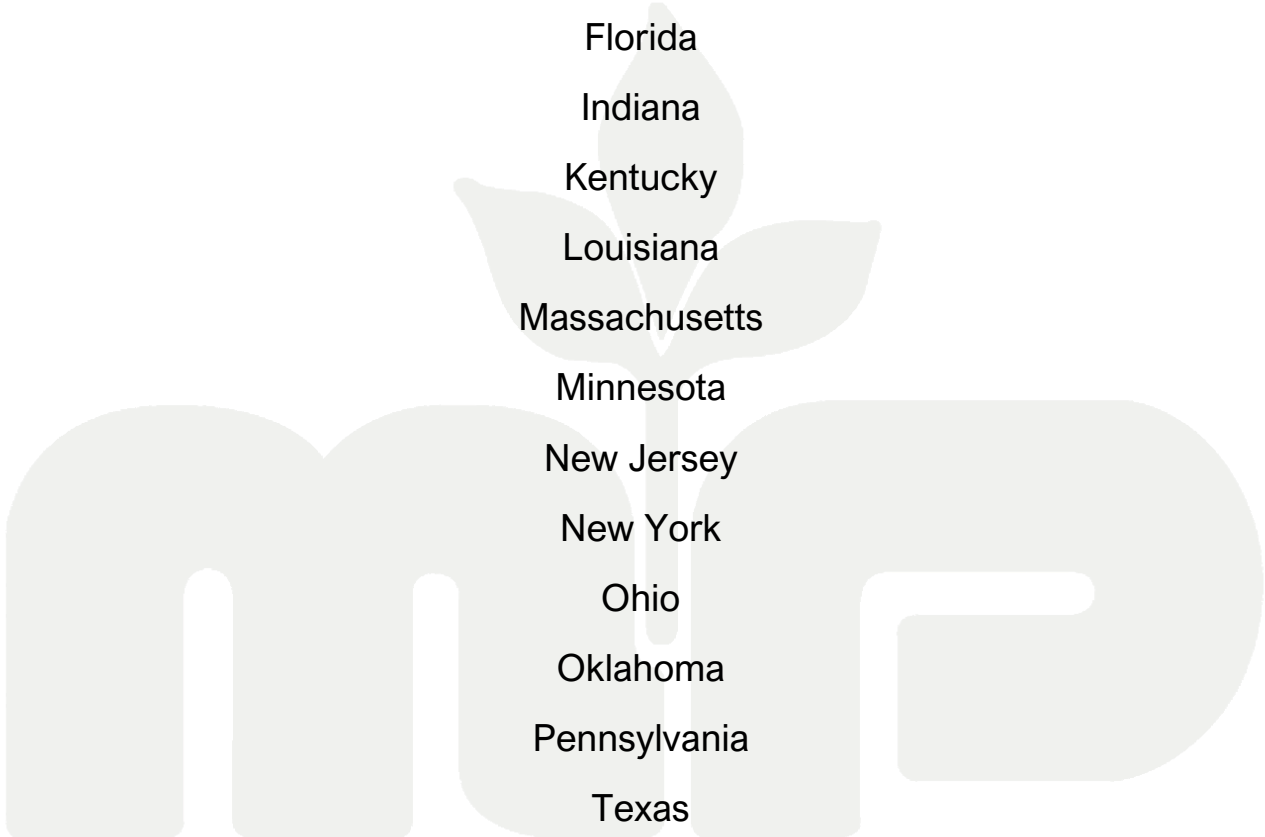 Florida
Indiana
Kentucky
Louisiana
Massachusetts
Minnesota
New Jersey
New York
Ohio
Oklahoma
Pennsylvania
Texas